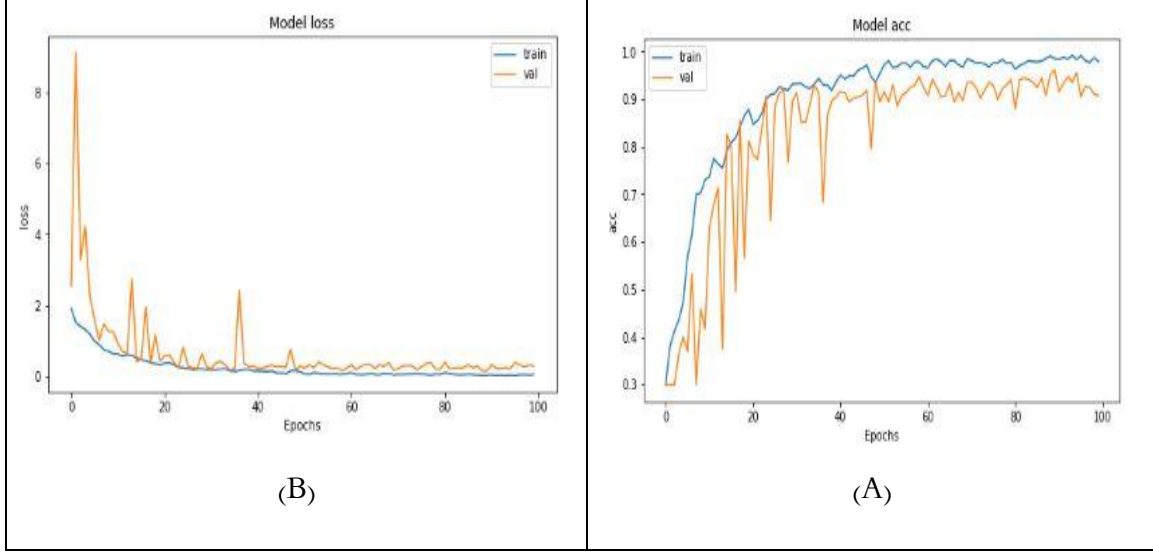 Model loss
train
val
8
6
4
2
0
loss
0 20 40 60 80 100
Epochs
(B)
Model acc
train
val
1.0
0.9
0.8
0.7
0.6
0.5
0.4
0.3
acc
0 20 40 60 80 100
Epochs
(A)